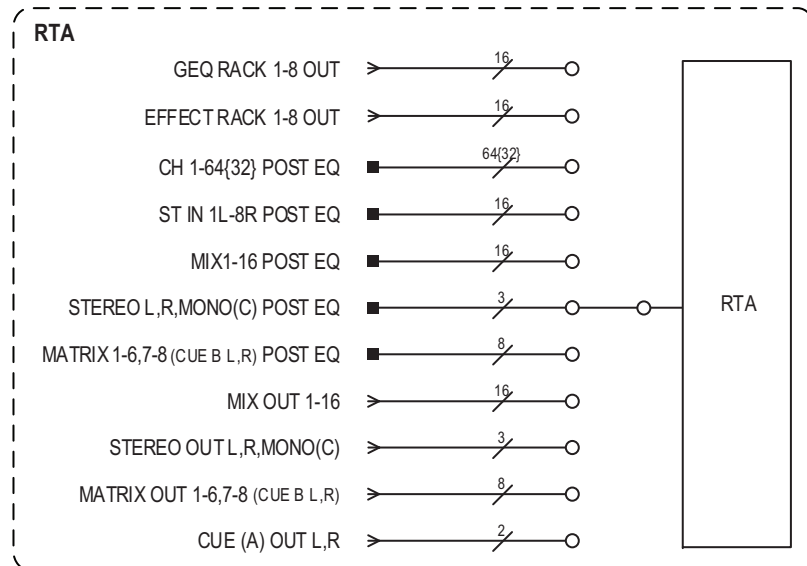 RTA
GEQ RACK 1-8 OUT 16
EFFECT RACK 1-8 OUT 16
CH 1-64{32} POST EQ 64{32}
ST IN 1L-8R POST EQ 16
MIX1-16 POST EQ 16
STEREO L,R,MONO(C) POST EQ 3 RTA
MATRIX 1-6,7-8 (CUE B L,R) POST EQ 8
MIX OUT 1-16 16
STEREO OUT L,R,MONO(C) 3
MATRIX OUT 1-6,7-8 (CUE B L,R) 8
CUE (A) OUT L,R 2